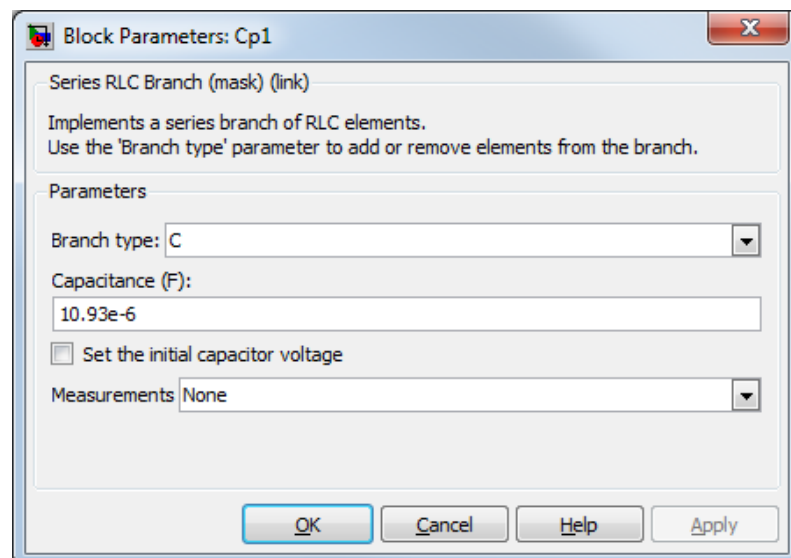 Block Parameters: Cp1
Series RLC Branch (mask) (link)
Implements a series branch of RLC elements.
Use the 'Branch type' parameter to add or remove elements from the branch.
Parameters
Branch type: C
Capacitance (F):
10.93e-6
Set the initial capacitor voltage
Measurements None
OK Cancel Help Apply